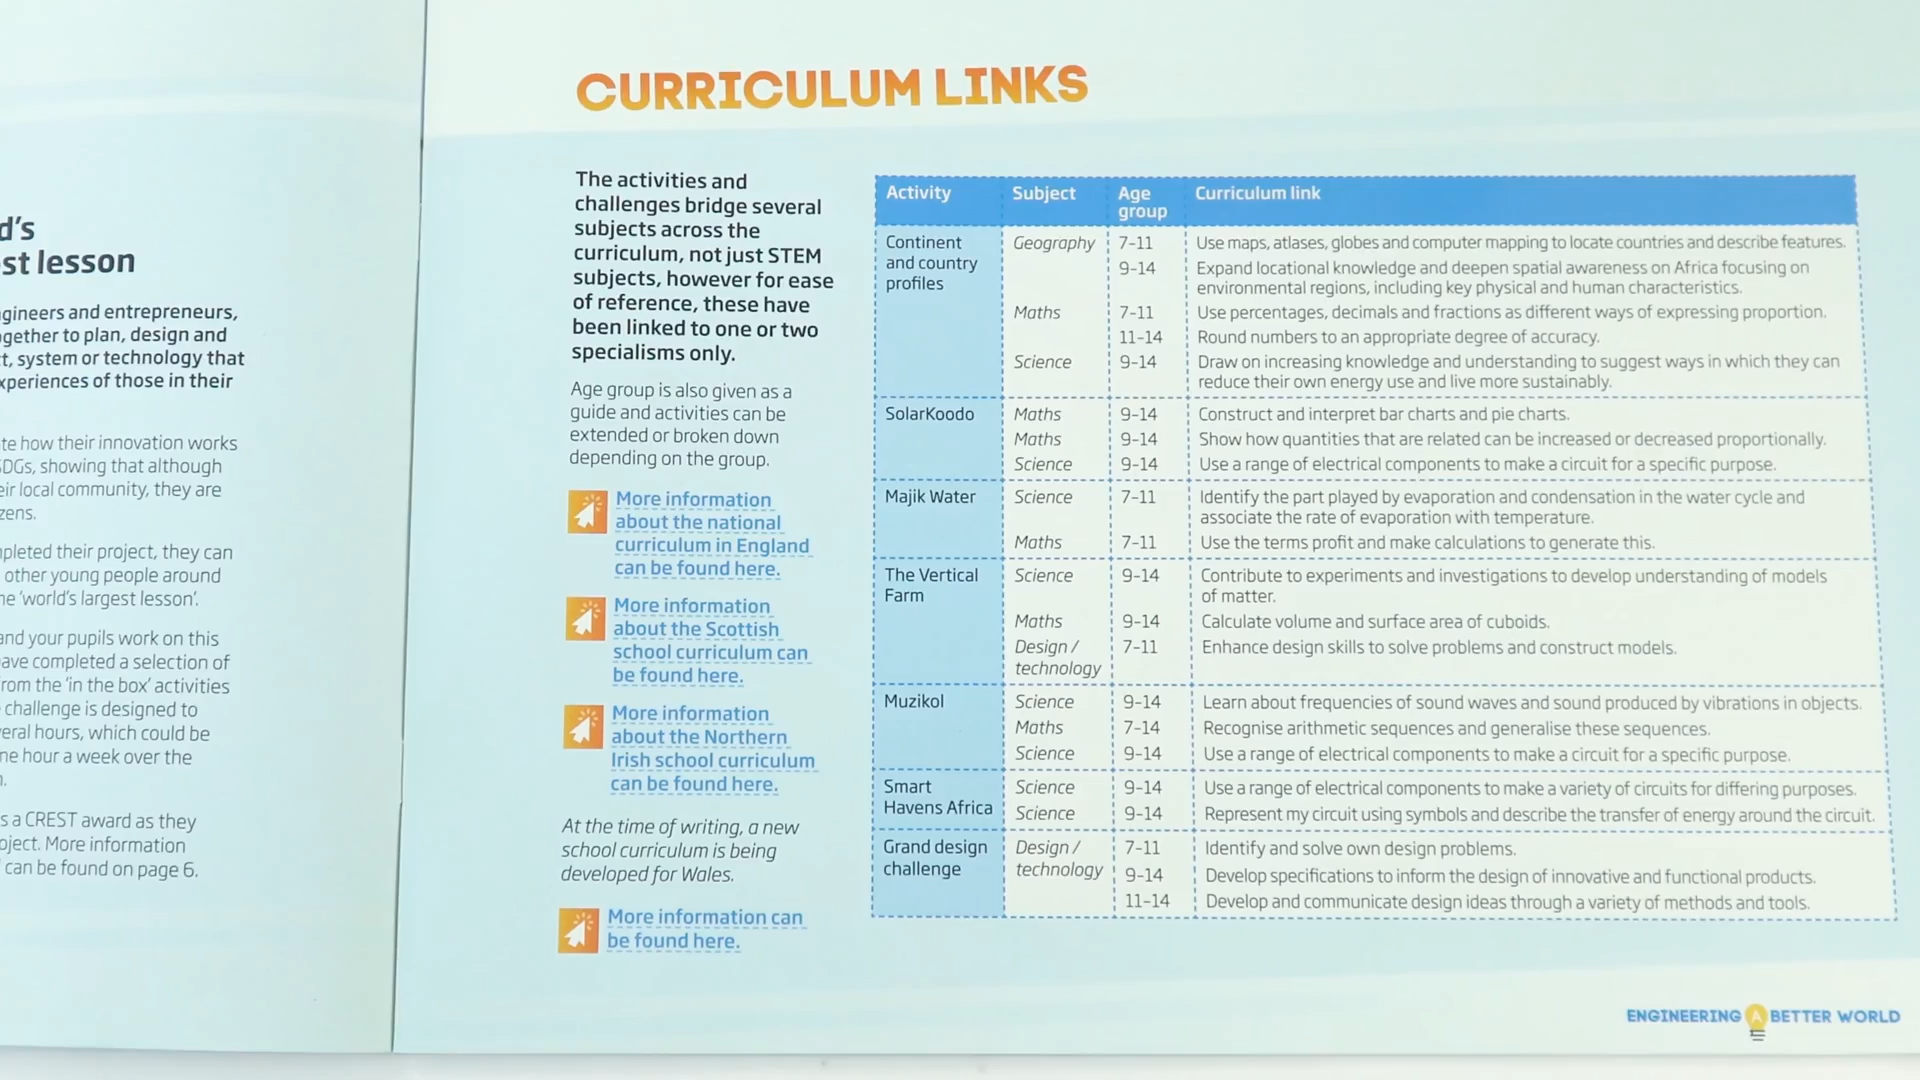 d's
st lesson
gineers and entrepreneurs,
gether to plan, design and
t, system or technology that
xperiences of those in their
te how their innovation works
SDGs, showing that although
eir local community, they are
zens.
pleted their project, they can
other young people around
ne 'world's largest lesson'.
and your pupils work on this
ave completed a selection of
rom the 'in the box' activities
challenge is designed to
veral hours, which could be
ne hour a week over the
s a CREST award as they
oject. More information
can be found on page 6.
CURRICULUM LINKS
The activities and
challenges bridge several
subjects across the
curriculum, not just STEM
subjects, however for ease
of reference, these have
been linked to one or two
specialisms only.
Age group is also given as a
guide and activities can be
extended or broken down
depending on the group.
More information
about the national
curriculum in England
can be found here.
More information
about the Scottish
school curriculum can
be found here.
More information
about the Northern
Irish school curriculum
can be found here.
At the time of writing, a new
school curriculum is being
developed for Wales.
More information can
be found here.
Activity Subject Age group Curriculum link
Continent and country profiles Geography 7-11 Use maps, atlases, globes and computer mapping to locate countries and describe features.
9-14 Expand locational knowledge and deepen spatial awareness on Africa focusing on
environmental regions, including key physical and human characteristics.
Maths 7-11 Use percentages, decimals and fractions as different ways of expressing proportion.
11-14 Round numbers to an appropriate degree of accuracy.
Science 9-14 Draw on increasing knowledge and understanding to suggest ways in which they can
reduce their own energy use and live more sustainably.
SolarKoodo Maths 9-14 Construct and interpret bar charts and pie charts.
Maths 9-14 Show how quantities that are related can be increased or decreased proportionally.
Science 9-14 Use a range of electrical components to make a circuit for a specific purpose.
Majik Water Science 7-11 Identify the part played by evaporation and condensation in the water cycle and
associate the rate of evaporation with temperature.
Maths 7-11 Use the terms profit and make calculations to generate this.
The Vertical Farm Science 9-14 Contribute to experiments and investigations to develop understanding of models
of matter.
Maths 9-14 Calculate volume and surface area of cuboids.
Design / technology 7-11 Enhance design skills to solve problems and construct models.
Muzikol Science 9-14 Learn about frequencies of sound waves and sound produced by vibrations in objects.
Maths 7-14 Recognise arithmetic sequences and generalise these sequences.
Science 9-14 Use a range of electrical components to make a circuit for a specific purpose.
Smart Havens Africa Science 9-14 Use a range of electrical components to make a variety of circuits for differing purposes.
Science 9-14 Represent my circuit using symbols and describe the transfer of energy around the circuit.
Grand design challenge Design / technology 7-11 Identify and solve own design problems.
9-14 Develop specifications to inform the design of innovative and functional products.
11-14 Develop and communicate design ideas through a variety of methods and tools.
ENGINEERING A BETTER WORLD